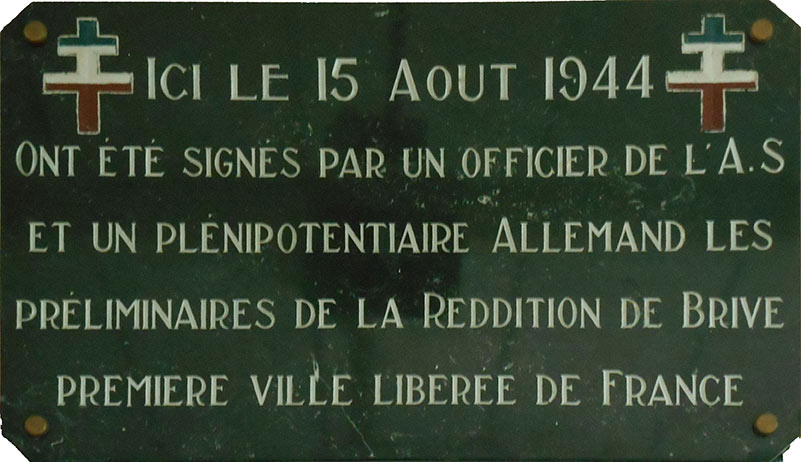 Ici le 15 Aout 1944
Ont été signés par un officier de l'A.S
et un plénipotentiaire Allemand les
préliminaires de la Reddition de Brive
premiere ville liberée de France